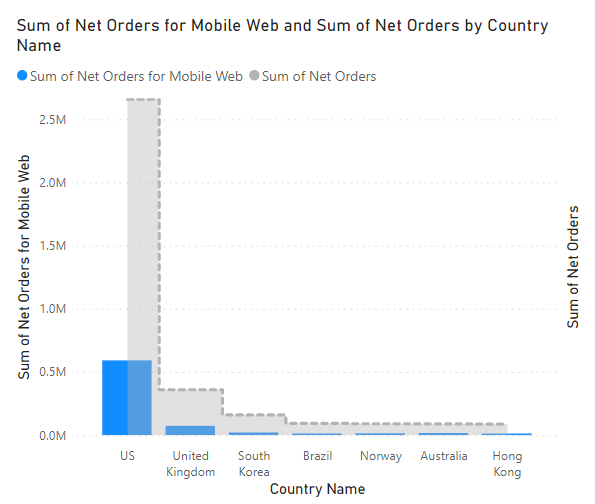 Sum of Net Orders for Mobile Web and Sum of Net Orders by Country
Name
Sum of Net Orders for Mobile Web Sum of Net Orders
Sum of Net Orders for Mobile Web
2.5M
2.0M
1.5M
1.0M
0.5M
0.0M
Sum of Net Orders
US
United
Kingdom
South
Korea
Brazil
Norway
Australia
Hong
Kong
Country Name